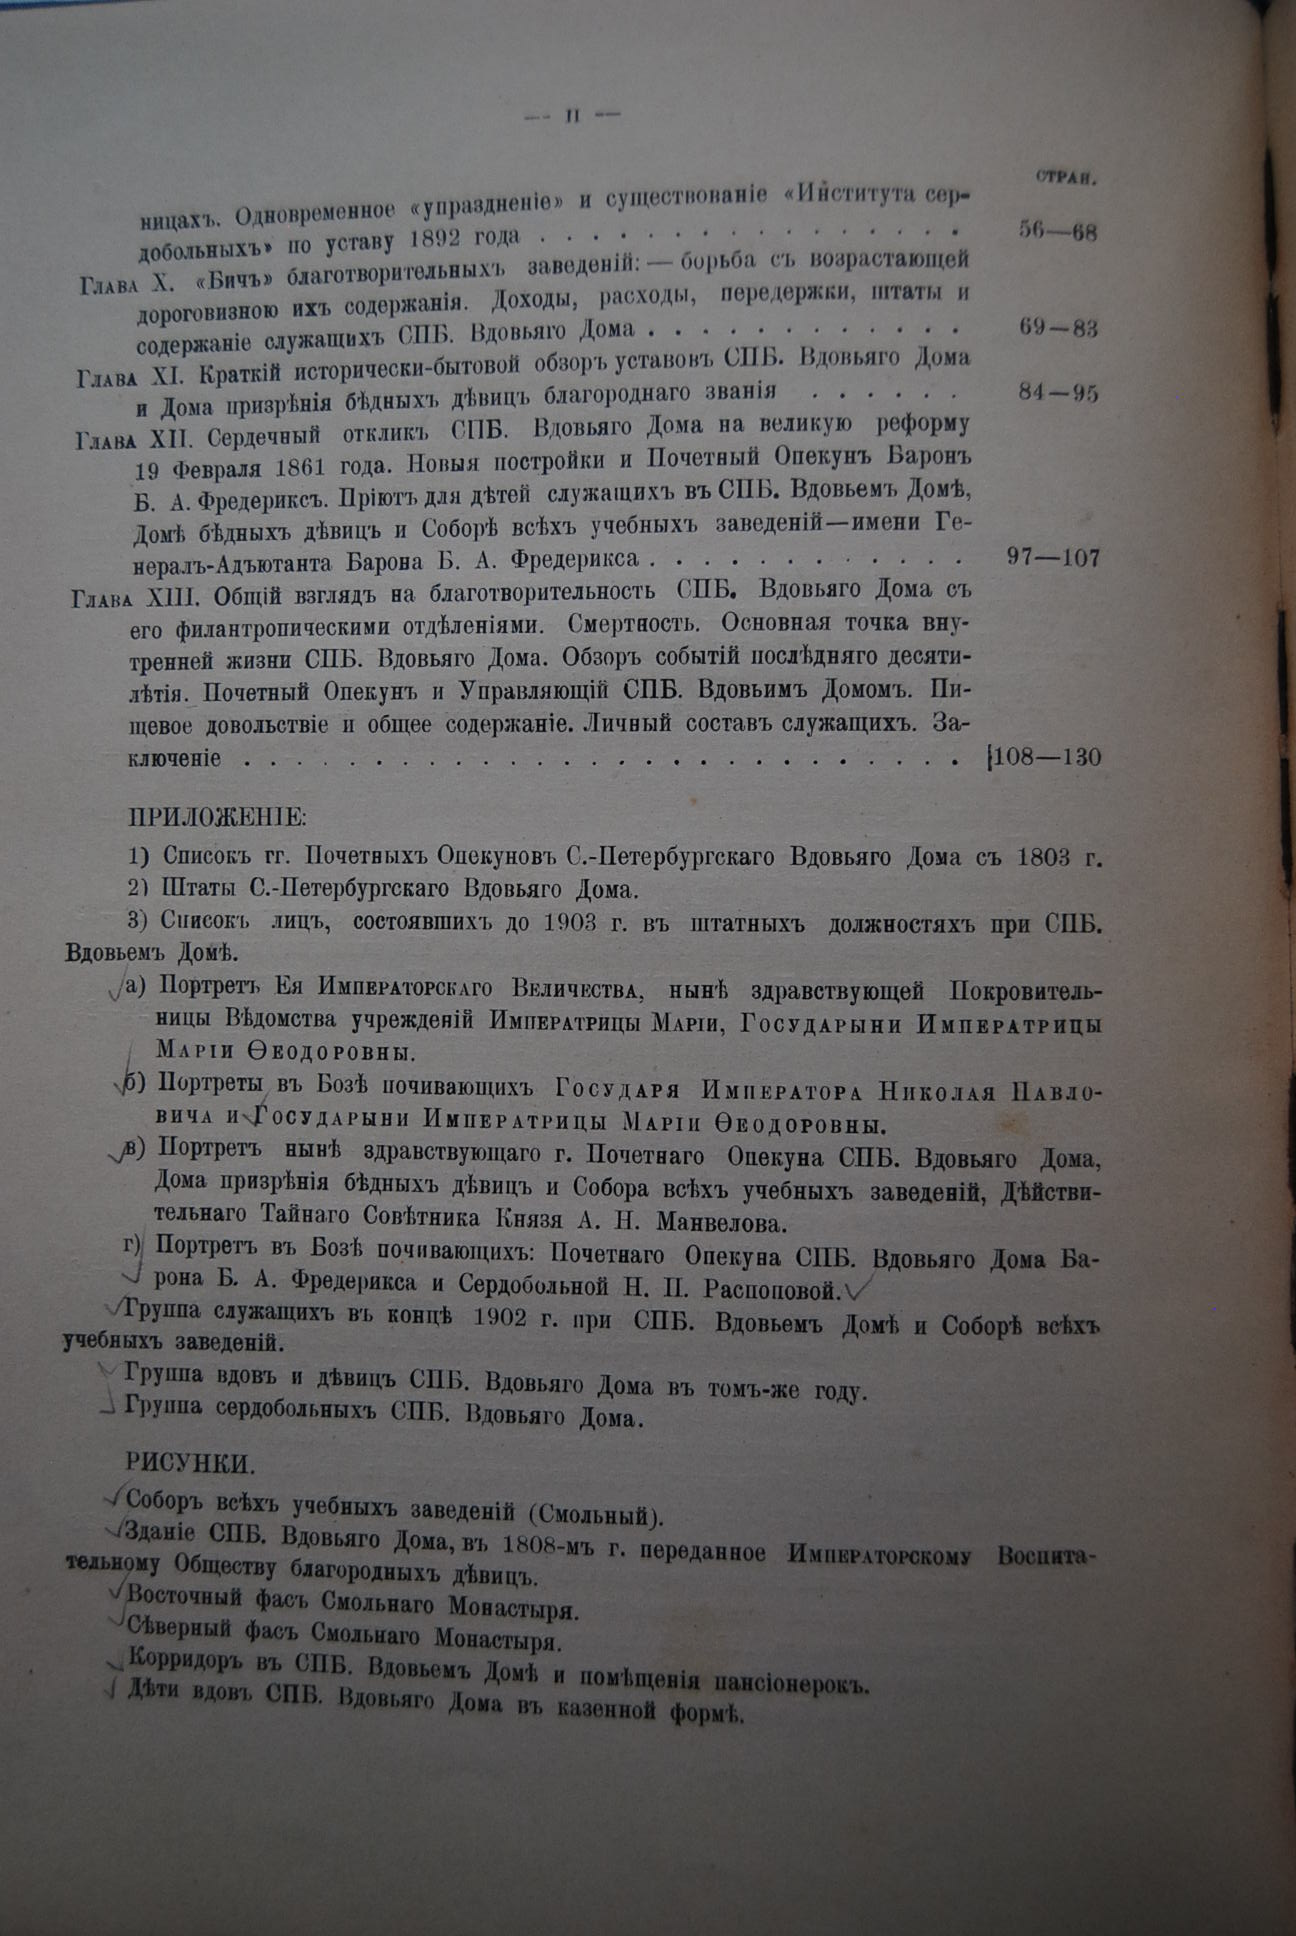 — II —
СТРАН.
ницахъ. Одновременное «упраздненіе» и существованіе «Института сер-
добольныхъ» по уставу 1892 года . . . . . . . . . . . . . . . . 56—68
Глава X. «Бичъ» благотворительныхъ заведеній: — борьба съ возрастающей
дороговизною ихъ содержанія. Доходы, расходы, передержки, штаты и
содержаніе служащихъ СПБ. Вдовьяго Дома . . . . . . . . . . . . 69—83
Глава XI. Краткій исторически-бытовой обзоръ уставовъ СПБ. Вдовьяго Дома
и Дома призрѣнія бѣдныхъ дѣвицъ благороднаго званія . . . . . . 84—95
Глава XII. Сердечный откликъ СПБ. Вдовьяго Дома на великую реформу
19 Февраля 1861 года. Новыя постройки и Почетный Опекунъ Баронъ
Б. А. Фредериксъ. Пріютъ для дѣтей служащихъ въ СПБ. Вдовьемъ Домѣ,
Домѣ бѣдныхъ дѣвицъ и Соборѣ всѣхъ учебныхъ заведеній—имени Ге-
нералъ-Адъютанта Барона Б. А. Фредерикса . . . . . . . . . . . . 97—107
Глава XIII. Общій взглядъ на благотворительность СПБ. Вдовьяго Дома съ
его филантропическими отдѣленіями. Смертность. Основная точка вну-
тренней жизни СПБ. Вдовьяго Дома. Обзоръ событій послѣдняго десяти-
лѣтія. Почетный Опекунъ и Управляющій СПБ. Вдовьимъ Домомъ. Пи-
щевое довольствіе и общее содержаніе. Личный составъ служащихъ. За-
ключеніе . . . . . . . . . . . . . . . . . . . . . . . . . . . 108—130
ПРИЛОЖЕНІЕ:
1) Списокъ гг. Почетныхъ Опекуновъ С.-Петербургскаго Вдовьяго Дома съ 1803 г.
2) Штаты С.-Петербургскаго Вдовьяго Дома.
3) Списокъ лицъ, состоявшихъ до 1903 г. въ штатныхъ должностяхъ при СПБ.
Вдовьемъ Домѣ.
а) Портретъ Ея Императорскаго Величества, нынѣ здравствующей Покровитель-
ницы Вѣдомства учрежденій Императрицы Маріи, Государыни Императрицы
Маріи Ѳеодоровны.
б) Портреты въ Бозѣ почивающихъ Государя Императора Николая Павло-
вича и Государыни Императрицы Маріи Ѳеодоровны.
в) Портретъ нынѣ здравствующаго г. Почетнаго Опекуна СПБ. Вдовьяго Дома,
Дома призрѣнія бѣдныхъ дѣвицъ и Собора всѣхъ учебныхъ заведеній, Дѣйстви-
тельнаго Тайнаго Совѣтника Князя А. Н. Манвелова.
г) Портретъ въ Бозѣ почивающихъ: Почетнаго Опекуна СПБ. Вдовьяго Дома Ба-
рона Б. А. Фредерикса и Сердобольной Н. П. Распоповой.
Группа служащихъ въ концѣ 1902 г. при СПБ. Вдовьемъ Домѣ и Соборѣ всѣхъ
учебныхъ заведеній.
Группа вдовъ и дѣвицъ СПБ. Вдовьяго Дома въ томъ-же году.
Группа сердобольныхъ СПБ. Вдовьяго Дома.
РИСУНКИ.
Соборъ всѣхъ учебныхъ заведеній (Смольный).
Зданіе СПБ. Вдовьяго Дома, въ 1808-мъ г. переданное Императорскому Воспита-
тельному Обществу благородныхъ дѣвицъ.
Восточный фасъ Смольнаго Монастыря.
Сѣверный фасъ Смольнаго Монастыря.
Корридоръ въ СПБ. Вдовьемъ Домѣ и помѣщенія пансіонерокъ.
Дѣти вдовъ СПБ. Вдовьяго Дома въ казенной формѣ.